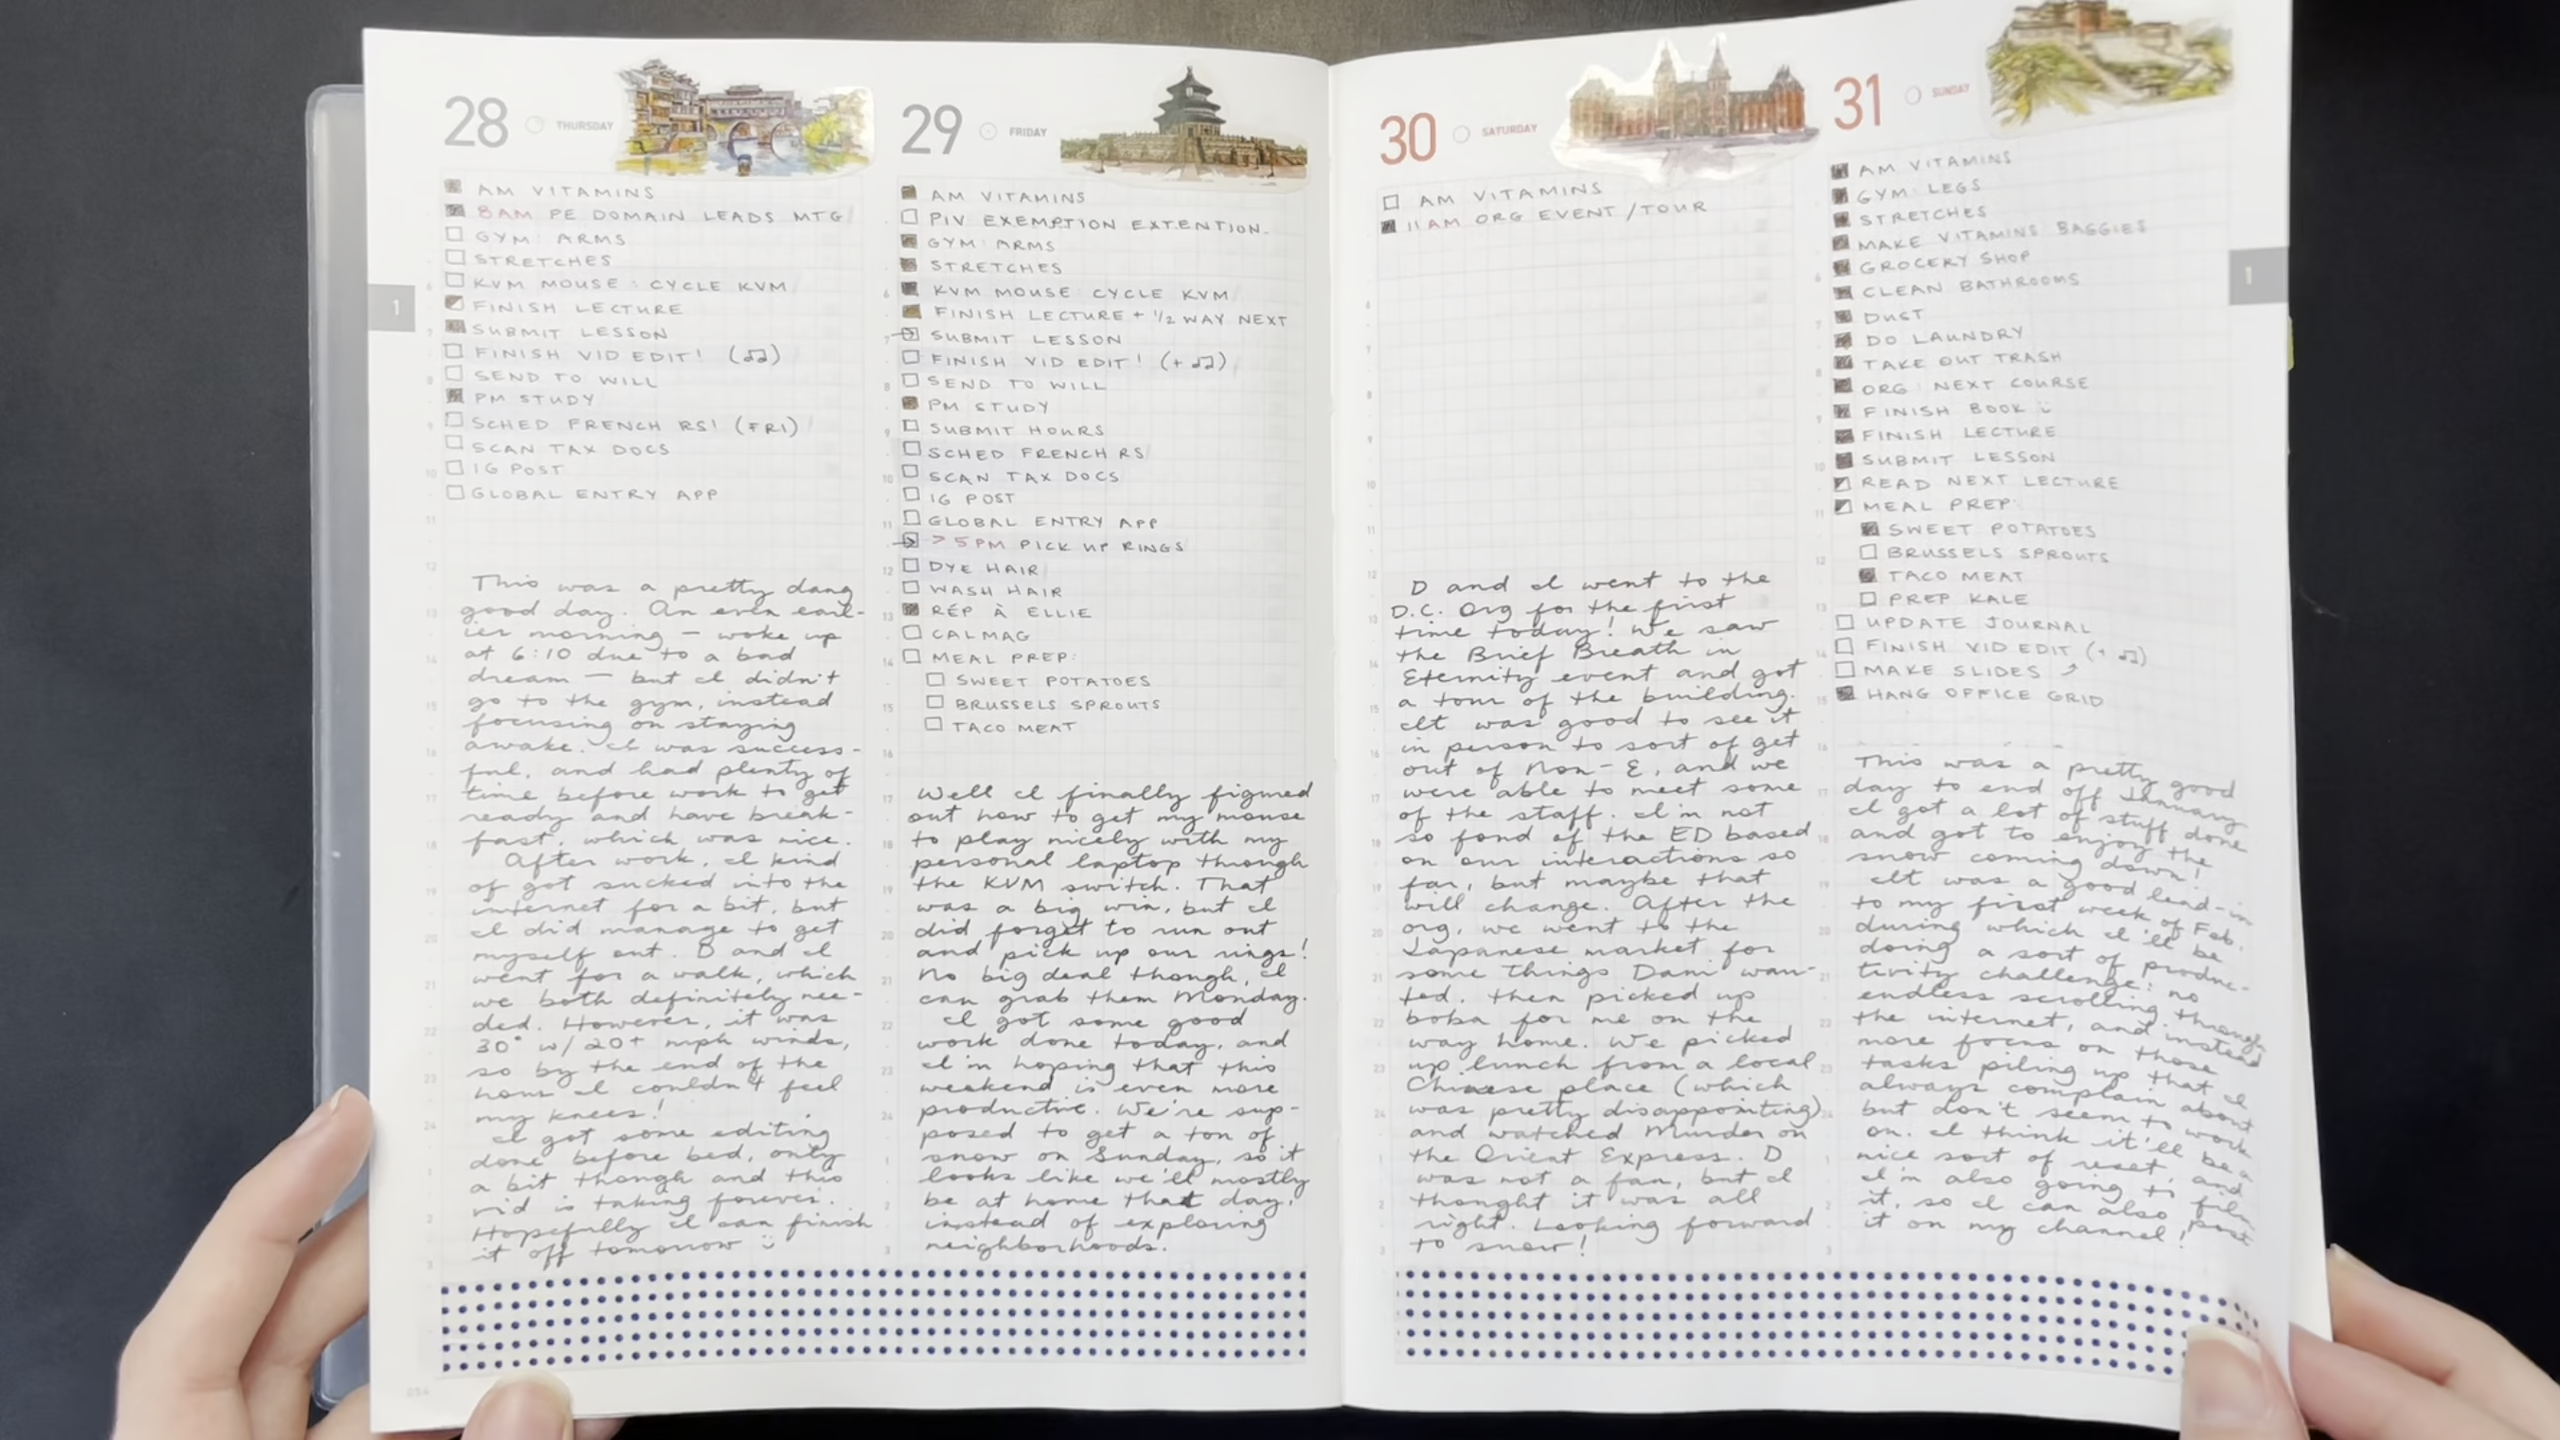 28 THURSDAY
AM VITAMINS
8AM PE DOMAIN LEADS MTG
GYM: ARMS
STRETCHES
KVM MOUSE: CYCLE KVM
FINISH LECTURE
SUBMIT LESSON
FINISH VID EDIT! (♫)
SEND TO WILL
PM STUDY
SCHED FRENCH RS! (FRI)
SCAN TAX DOCS
IG POST
GLOBAL ENTRY APP
This was a pretty dang
good day. An even earl-
ier morning — woke up
at 6:10 due to a bad
dream — but I didn't
go to the gym, instead
focusing on staying
awake. I was success-
ful, and had plenty of
time before work to get
ready and have break-
fast, which was nice.
After work, I kind
of got sucked into the
internet for a bit, but
I did manage to get
myself out. D and I
went for a walk, which
we both definitely nee-
ded. However, it was
30° w/ 20+ mph winds,
so by the end of the
hour I couldn't feel
my knees!
I got some editing
done before bed, only
a bit though and this
vid is taking forever.
Hopefully I can finish
it off tomorrow
29 FRIDAY
AM VITAMINS
PIV EXEMPTION EXTENTION
GYM: ARMS
STRETCHES
KVM MOUSE: CYCLE KVM
FINISH LECTURE + 1/2 WAY NEXT
SUBMIT LESSON
FINISH VID EDIT! (+ ♫)
SEND TO WILL
PM STUDY
SUBMIT HOURS
SCHED FRENCH RS
SCAN TAX DOCS
IG POST
GLOBAL ENTRY APP
> 5PM PICK UP RINGS
DYE HAIR
WASH HAIR
RÉP À ELLIE
CALMAG
MEAL PREP:
SWEET POTATOES
BRUSSELS SPROUTS
TACO MEAT
Well I finally figured
out how to get my mouse
to play nicely with my
personal laptop through
the KVM switch. That
was a big win, but I
did forget to run out
and pick up our rings!
No big deal though, I
can grab them Monday.
I got some good
work done today, and
I'm hoping that this
weekend is even more
productive. We're sup-
posed to get a ton of
snow on Sunday, so it
looks like we'll mostly
be at home that day,
instead of exploring
neighborhoods.
30 SATURDAY
AM VITAMINS
11AM ORG EVENT/TOUR
D and I went to the
D.C. Org for the first
time today! We saw
the Brief Breath in
Eternity event and got
a tour of the building.
It was good to see it
in person to sort of get
out of Non-E, and we
were able to meet some
of the staff. I'm not
so fond of the ED based
on our interactions so
far, but maybe that
will change. After the
org, we went to the
Japanese market for
some things Dami wan-
ted, then picked up
boba for me on the
way home. We picked
up lunch from a local
Chinese place (which
was pretty disappointing)
and watched Murder on
the Orient Express. D
was not a fan, but I
thought it was all
right. Looking forward
to snow!
31 SUNDAY
AM VITAMINS
GYM: LEGS
STRETCHES
MAKE VITAMINS BAGGIES
GROCERY SHOP
CLEAN BATHROOMS
DUST
DO LAUNDRY
TAKE OUT TRASH
ORG NEXT COURSE
FINISH BOOK
FINISH LECTURE
SUBMIT LESSON
READ NEXT LECTURE
MEAL PREP:
SWEET POTATOES
BRUSSELS SPROUTS
TACO MEAT
PREP KALE
UPDATE JOURNAL
FINISH VID EDIT (+ ♫)
MAKE SLIDES
HANG OFFICE GRID
This was a pretty good
day to end off January
I got a lot of stuff done
and got to enjoy the
snow coming down!
It was a good lead-in
to my first week of Feb.
during which I'll be
doing a sort of produc-
tivity challenge: no
endless scrolling through
the internet, and instead
more focus on those
tasks piling up that I
always complain about
but don't seem to work
on. I think it'll be a
nice sort of reset, and
I'm also going to film
it, so I can also post
it on my channel!
1
1